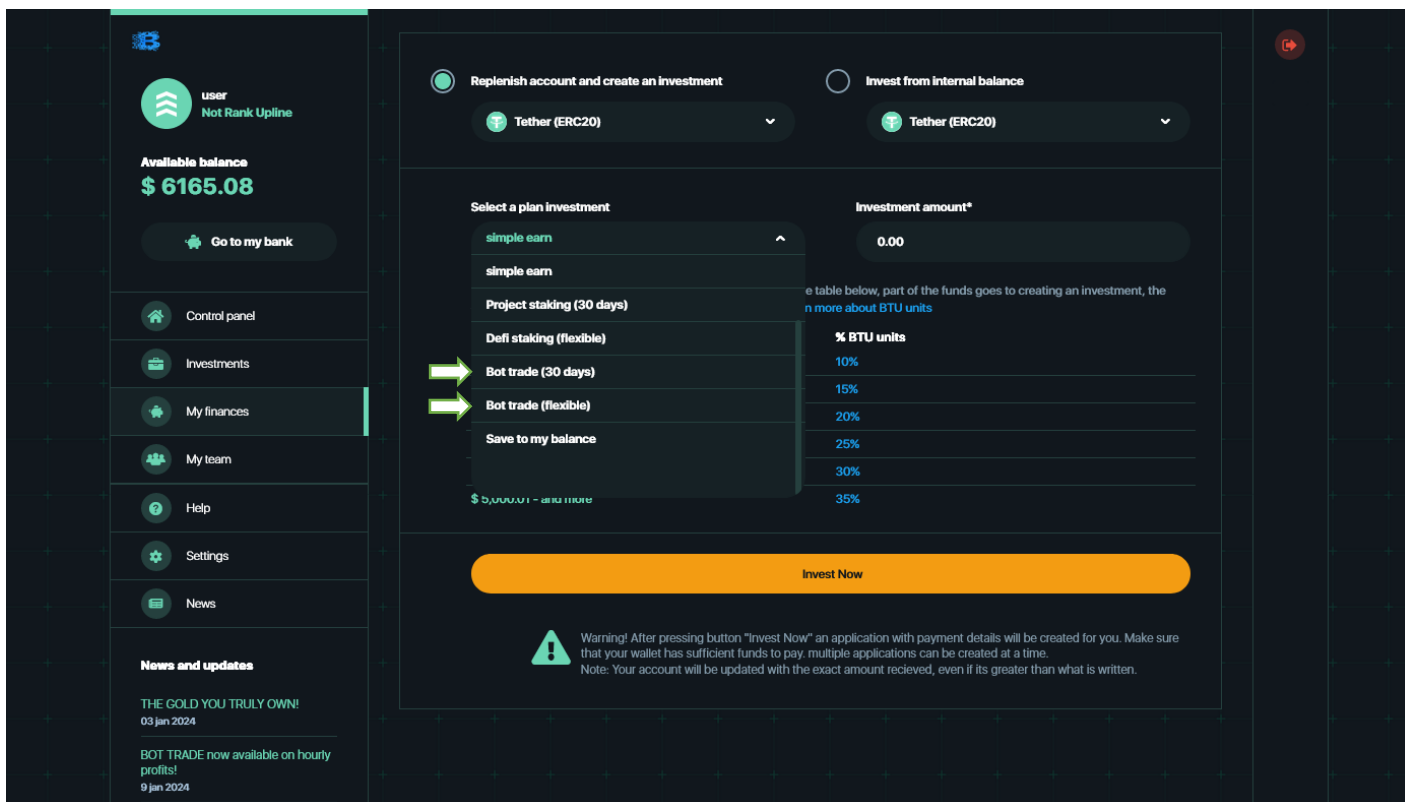 user
Not Rank Upline
Available balance
$ 6165.08
Go to my bank
Control panel
Investments
My finances
My team
Help
Settings
News
News and updates
THE GOLD YOU TRULY OWN!
03 jan 2024
BOT TRADE now available on hourly
profits!
9 jan 2024
Replenish account and create an investment
Tether (ERC20)
Invest from internal balance
Tether (ERC20)
Select a plan investment
simple earn
simple earn
Project staking (30 days)
Defi staking (flexible)
Bot trade (30 days)
Bot trade (flexible)
Save to my balance
Investment amount*
0.00
table below, part of the funds goes to creating an investment, the
more about BTU units
% BTU units
10%
15%
20%
25%
30%
$ 5,000.01 - and more
35%
Invest Now
Warning! After pressing button "Invest Now" an application with payment details will be created for you. Make sure
that your wallet has sufficient funds to pay. multiple applications can be created at a time.
Note: Your account will be updated with the exact amount recieved, even if its greater than what is written.